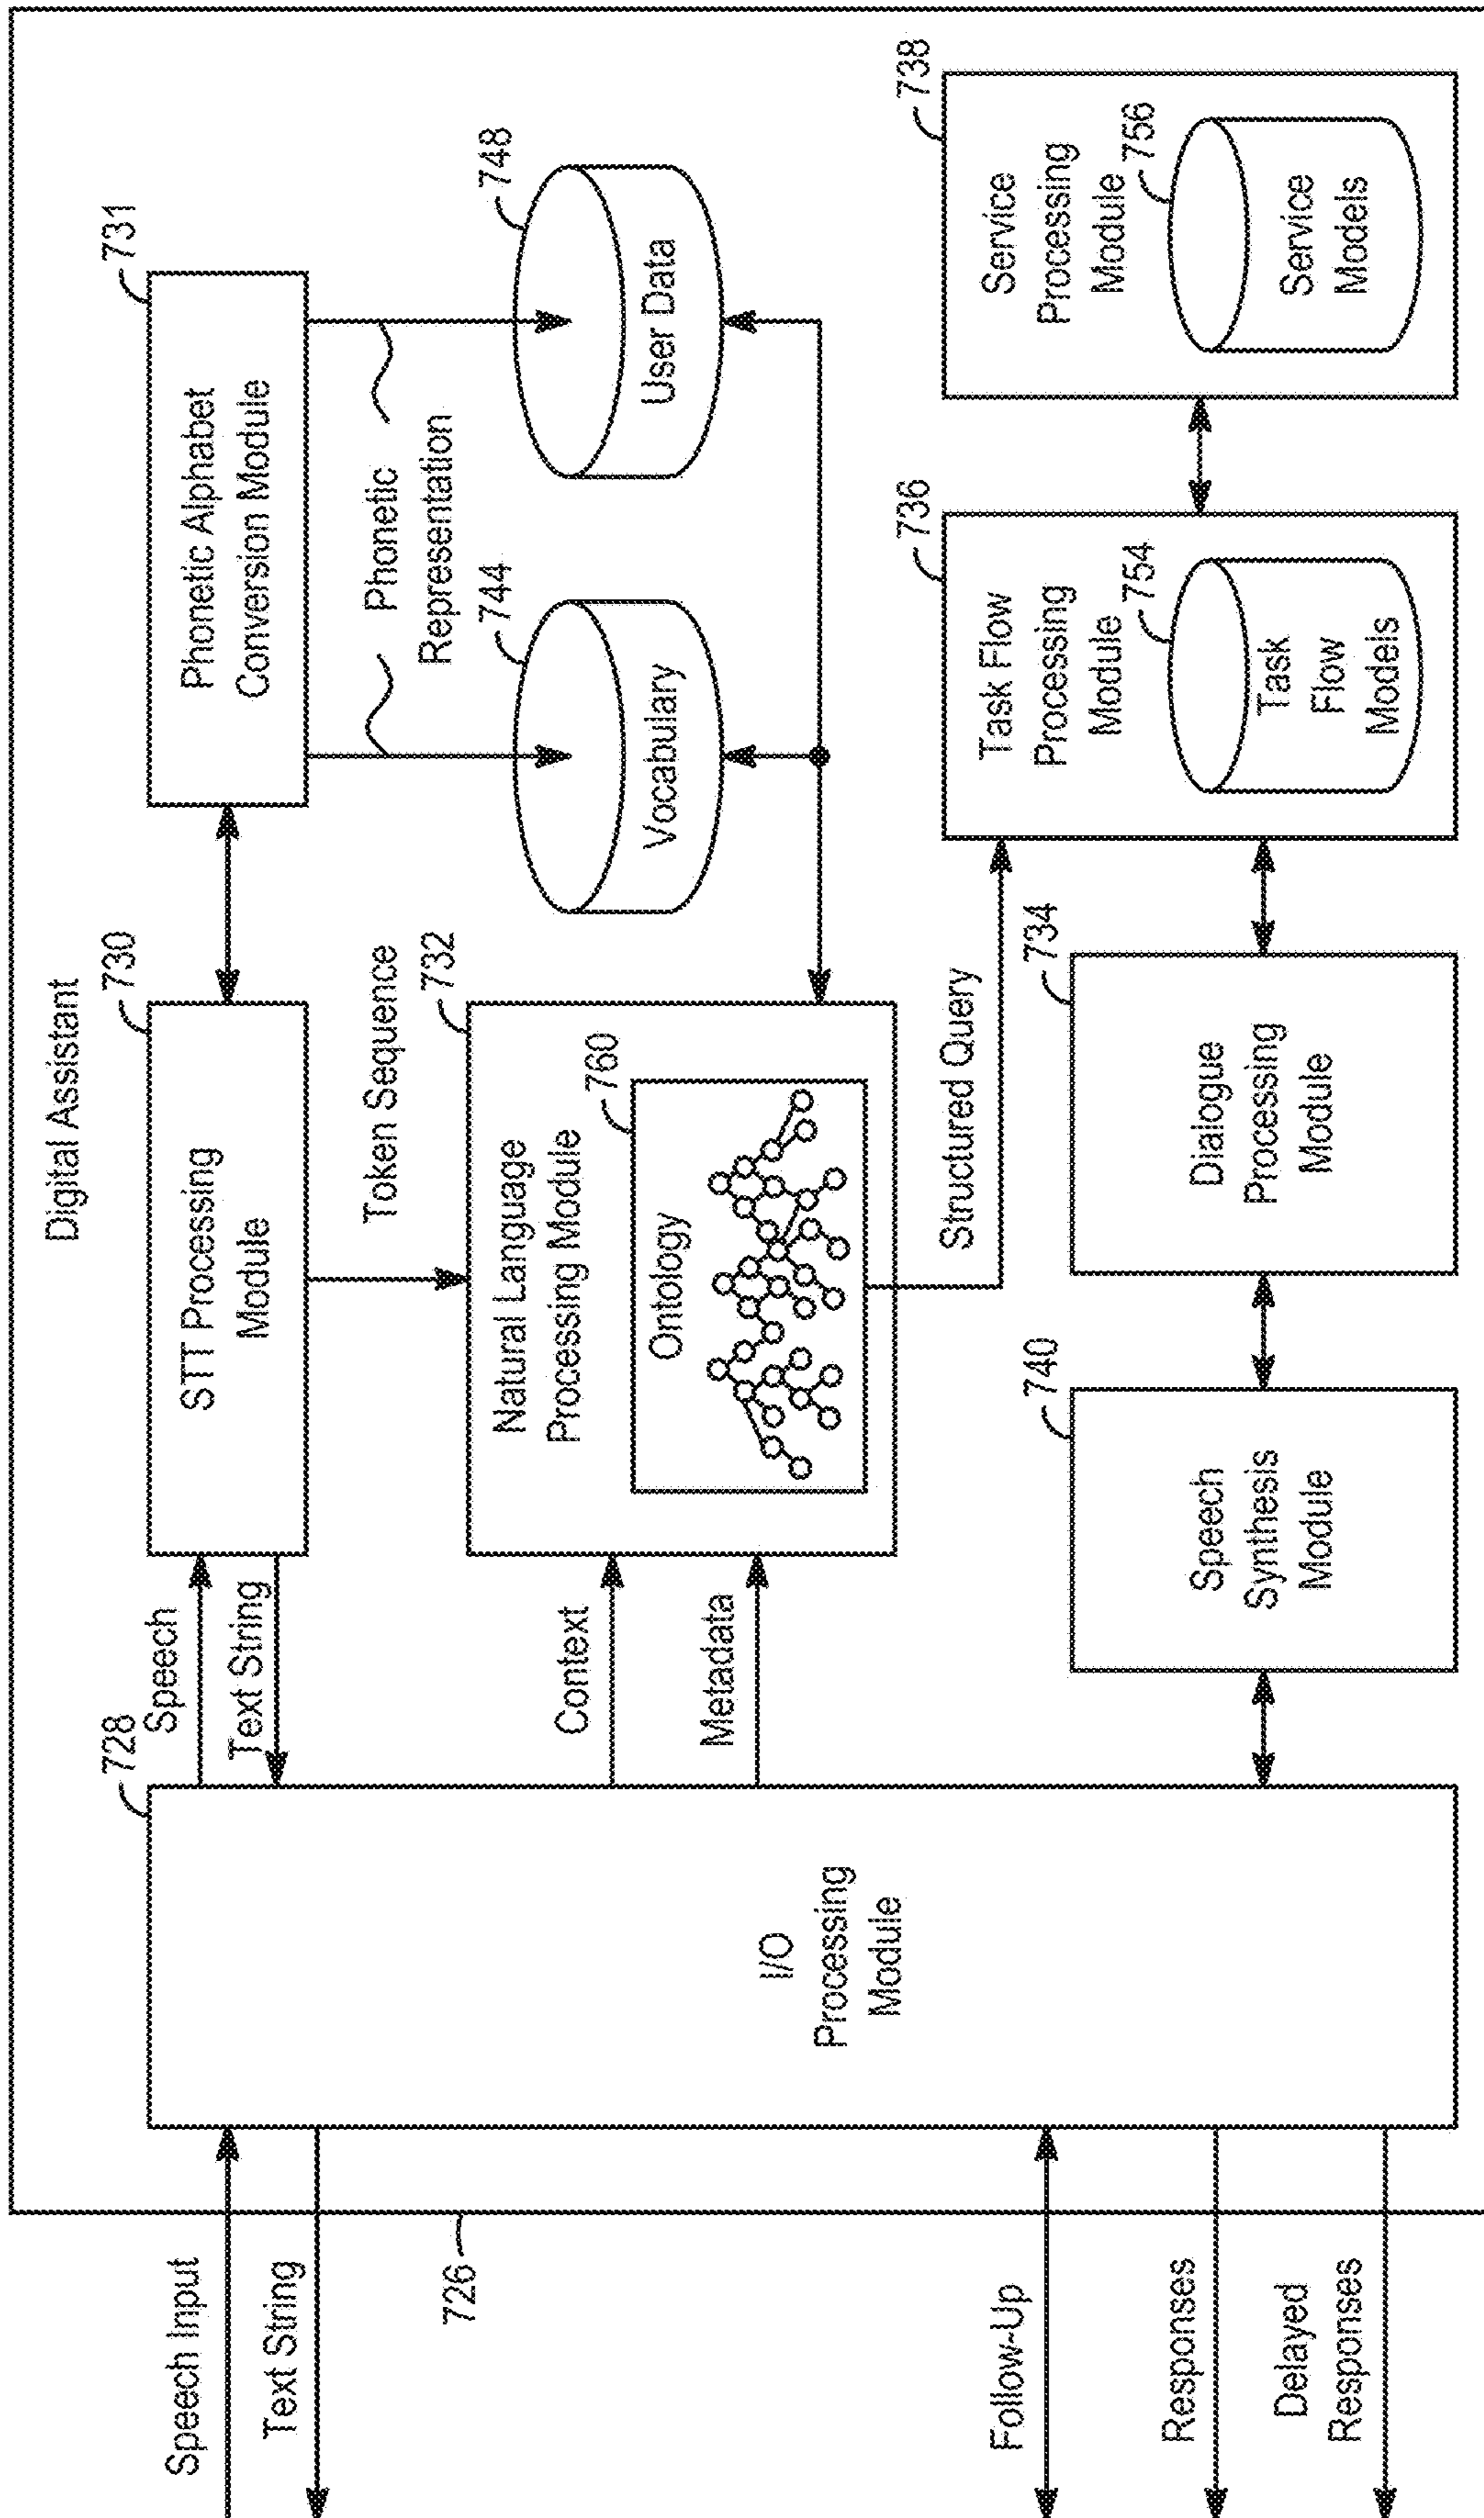 Digital Assistant
Speech Input
Text String
726
728
I/O
Processing
Module
Speech
Text String
730
STT Processing
Module
731
Phonetic Alphabet
Conversion Module
Token Sequence
Phonetic
Representation
744
Vocabulary
748
User Data
Context
Metadata
732
Natural Language
Processing Module
760
Ontology
Structured Query
Follow-Up
Responses
Delayed
Responses
740
Speech
Synthesis
Module
734
Dialogue
Processing
Module
736
Task Flow
Processing
Module
754
Task
Flow
Models
738
Service
Processing
Module
756
Service
Models